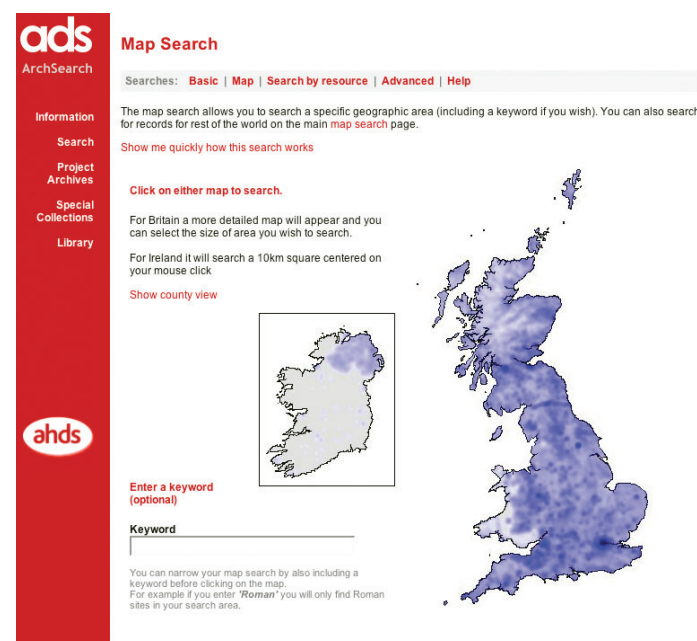 ads
ArchSearch
Information
Search
Project
Archives
Special
Collections
Library
ahds
Map Search
Searches: Basic | Map | Search by resource | Advanced | Help
The map search allows you to search a specific geographic area (including a keyword if you wish). You can also search
for records for rest of the world on the main map search page.
Show me quickly how this search works
Click on either map to search.
For Britain a more detailed map will appear and you
can select the size of area you wish to search.
For Ireland it will search a 10km square centered on
your mouse click
Show county view
Enter a keyword
(optional)
Keyword
You can narrow your map search by also including a
keyword before clicking on the map.
For example if you enter 'Roman' you will only find Roman
sites in your search area.